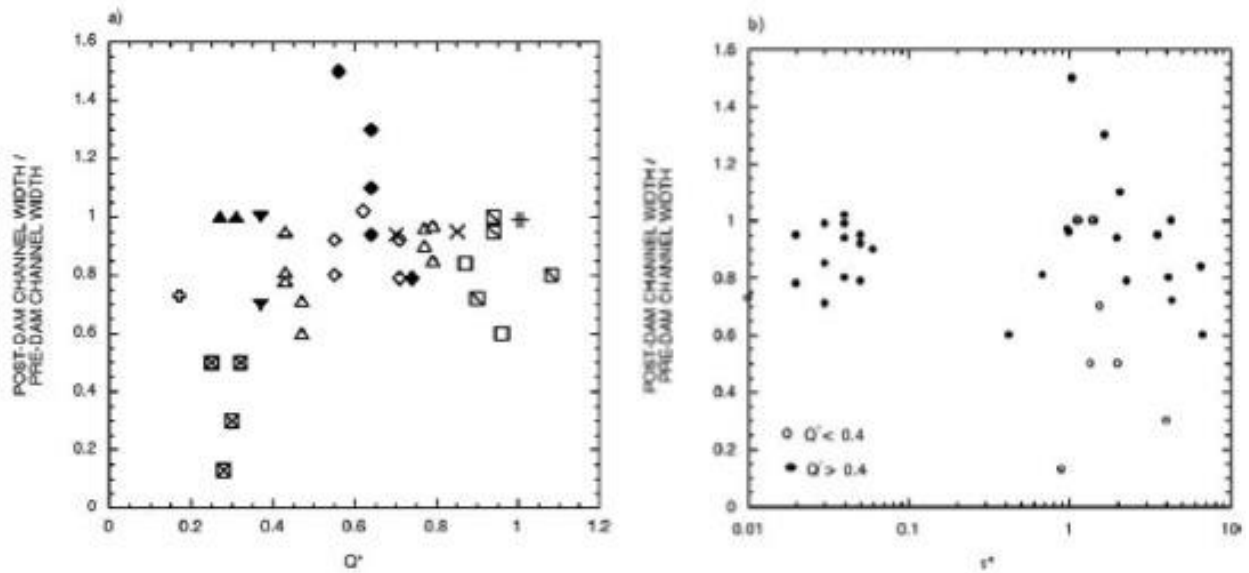 a)
1.6
1.4
1.2
1
0.8
0.6
0.4
0.2
0
0 0.2 0.4 0.6 0.8 1 1.2
POST-DAM CHANNEL WIDTH /
PRE-DAM CHANNEL WIDTH
Q*
b)
1.6
1.4
1.2
1
0.8
0.6
0.4
0.2
0
0.01 0.1 1 10
POST-DAM CHANNEL WIDTH /
PRE-DAM CHANNEL WIDTH
Q* < 0.4
Q* > 0.4